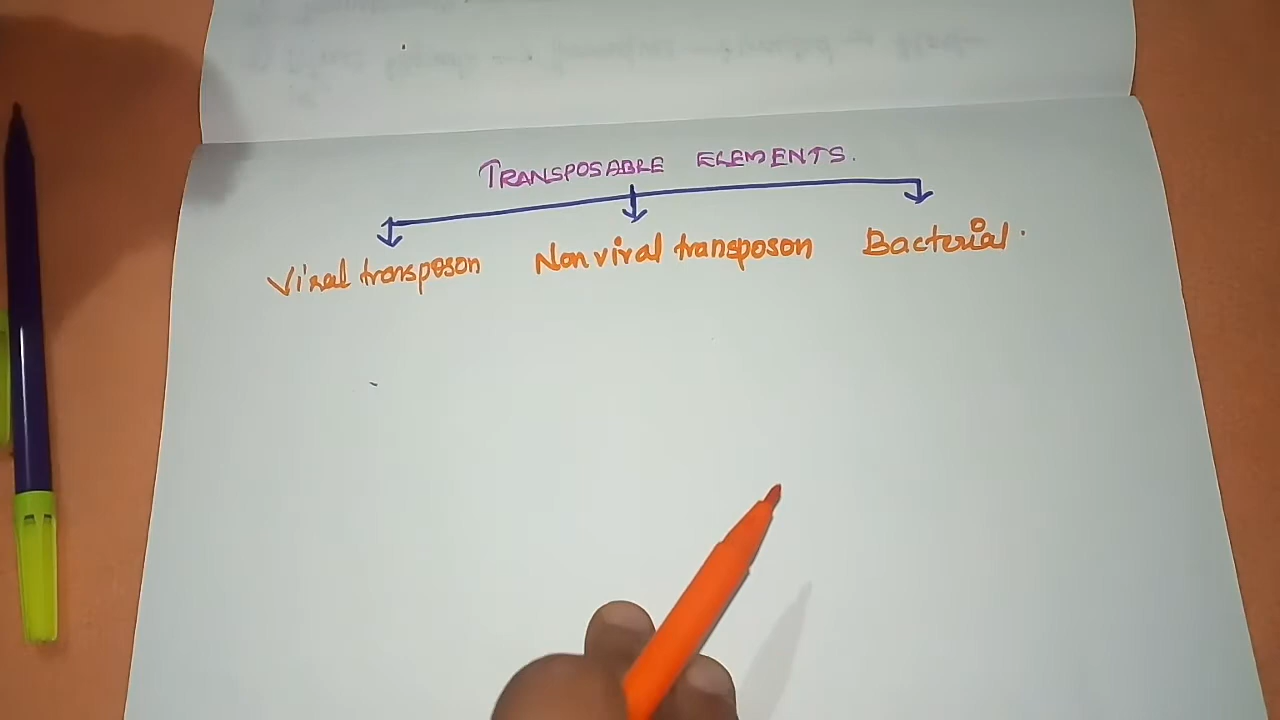 TRANSPOSABLE ELEMENTS.
Viral transposon Non viral transposon Bacterial.